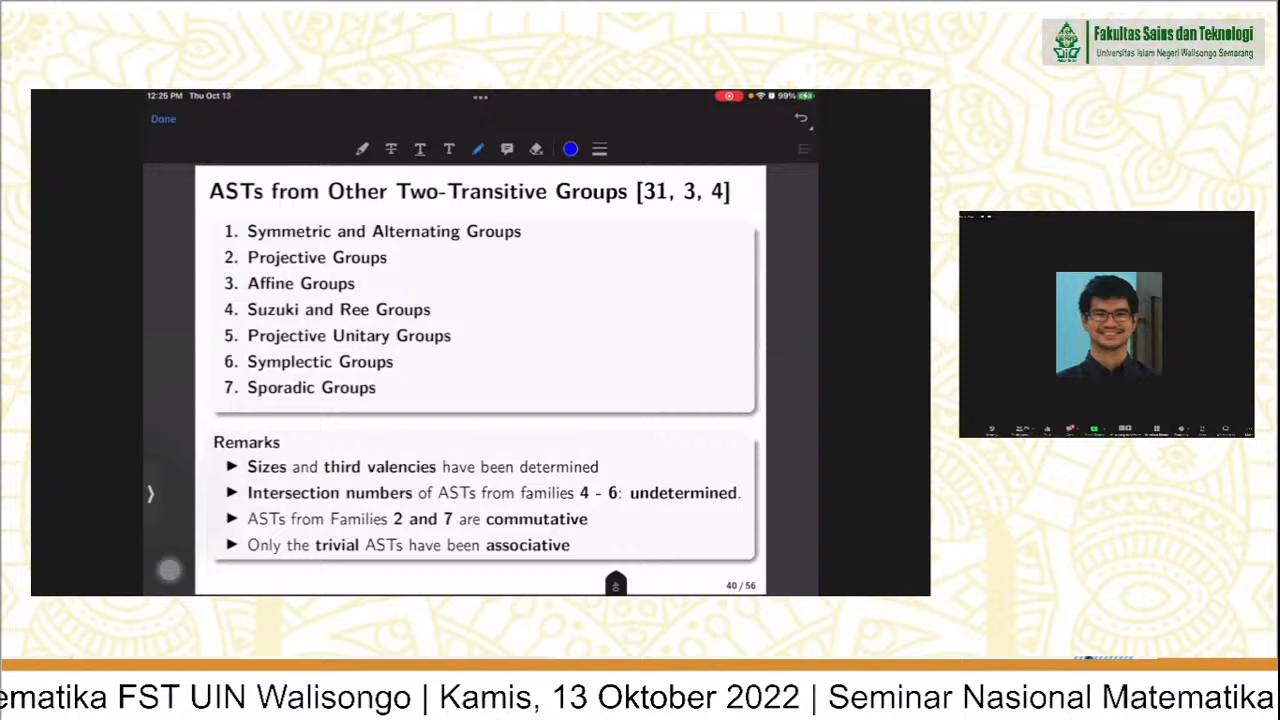 Fakultas Sains dan Teknologi
Universitas Islam Negeri Walisongo Semarang
12:25 PM Thu Oct 13
99%
Done
ASTs from Other Two-Transitive Groups [31, 3, 4]
1. Symmetric and Alternating Groups
2. Projective Groups
3. Affine Groups
4. Suzuki and Ree Groups
5. Projective Unitary Groups
6. Symplectic Groups
7. Sporadic Groups
Remarks
▶ Sizes and third valencies have been determined
▶ Intersection numbers of ASTs from families 4 - 6: undetermined.
▶ ASTs from Families 2 and 7 are commutative
▶ Only the trivial ASTs have been associative
40
40 / 56
ematika FST UIN Walisongo | Kamis, 13 Oktober 2022 | Seminar Nasional Matematika